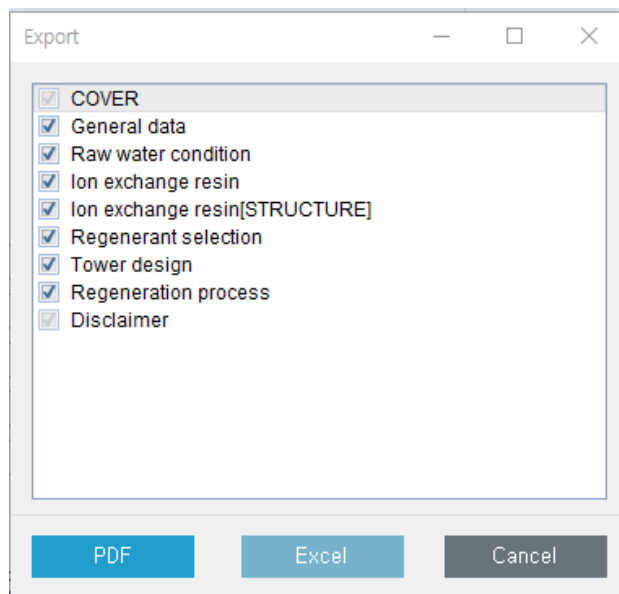 Export
COVER
General data
Raw water condition
Ion exchange resin
Ion exchange resin[STRUCTURE]
Regenerant selection
Tower design
Regeneration process
Disclaimer
PDF Excel Cancel